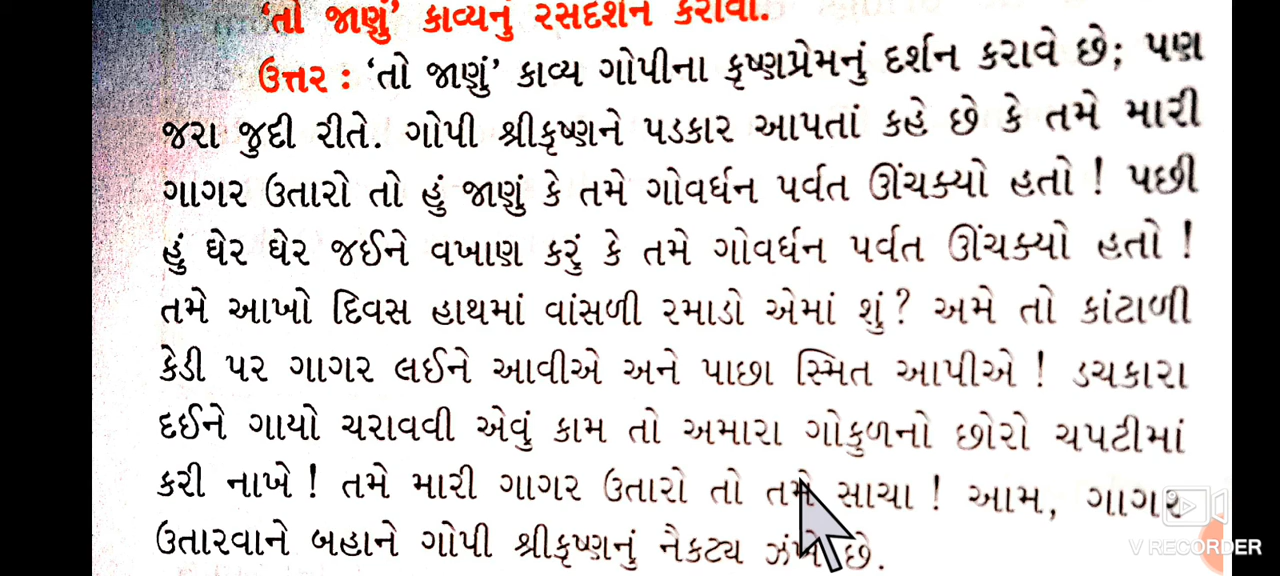 ‘તો જાણું’ કાવ્યનું રસદર્શન કરાવો.
ઉત્તર : ‘તો જાણું’ કાવ્ય ગોપીના કૃષ્ણપ્રેમનું દર્શન કરાવે છે; પણ
જરા જુદી રીતે. ગોપી શ્રીકૃષ્ણને પડકાર આપતાં કહે છે કે તમે મારી
ગાગર ઉતારો તો હું જાણું કે તમે ગોવર્ધન પર્વત ઊંચક્યો હતો ! પછી
હું ઘેર ઘેર જઈને વખાણ કરું કે તમે ગોવર્ધન પર્વત ઊંચક્યો હતો !
તમે આખો દિવસ હાથમાં વાંસળી રમાડો એમાં શું? અમે તો કાંટાળી
કેડી પર ગાગર લઈને આવીએ અને પાછા સ્મિત આપીએ ! ડચકારા
દઈને ગાયો ચરાવવી એવું કામ તો અમારા ગોકુળનો છોરો ચપટીમાં
કરી નાખે ! તમે મારી ગાગર ઉતારો તો તમે સાચા ! આમ, ગાગર
ઉતારવાને બહાને ગોપી શ્રીકૃષ્ણનું નૈકટ્ય ઝંખે છે.
V RECORDER